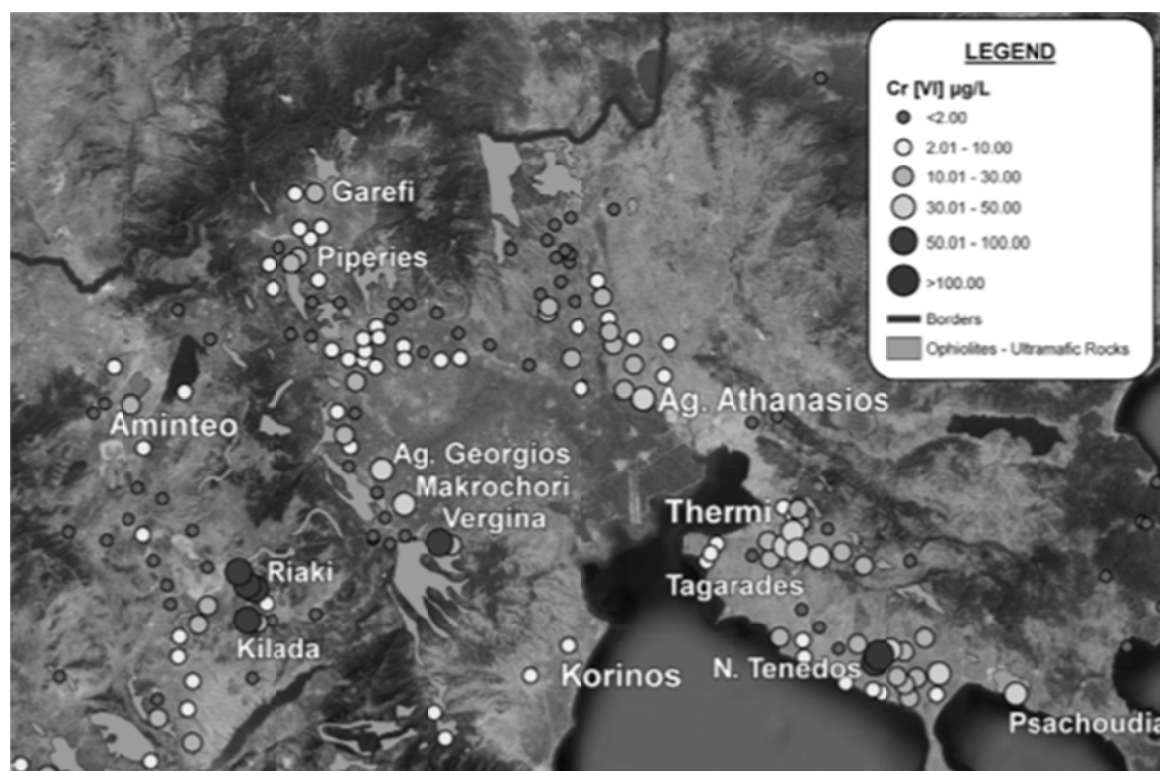 LEGEND
Cr [VI] µg/L
<2.00
2.01 - 10.00
10.01 - 30.00
30.01 - 50.00
50.01 - 100.00
>100.00
Borders
Ophiolites - Ultramafic Rocks
Garefi
Piperies
Ag. Athanasios
Aminteo
Ag. Georgios
Makrochori
Vergina
Thermi
Riaki
Tagarades
Kilada
Korinos
N. Tenedos
Psachoudia